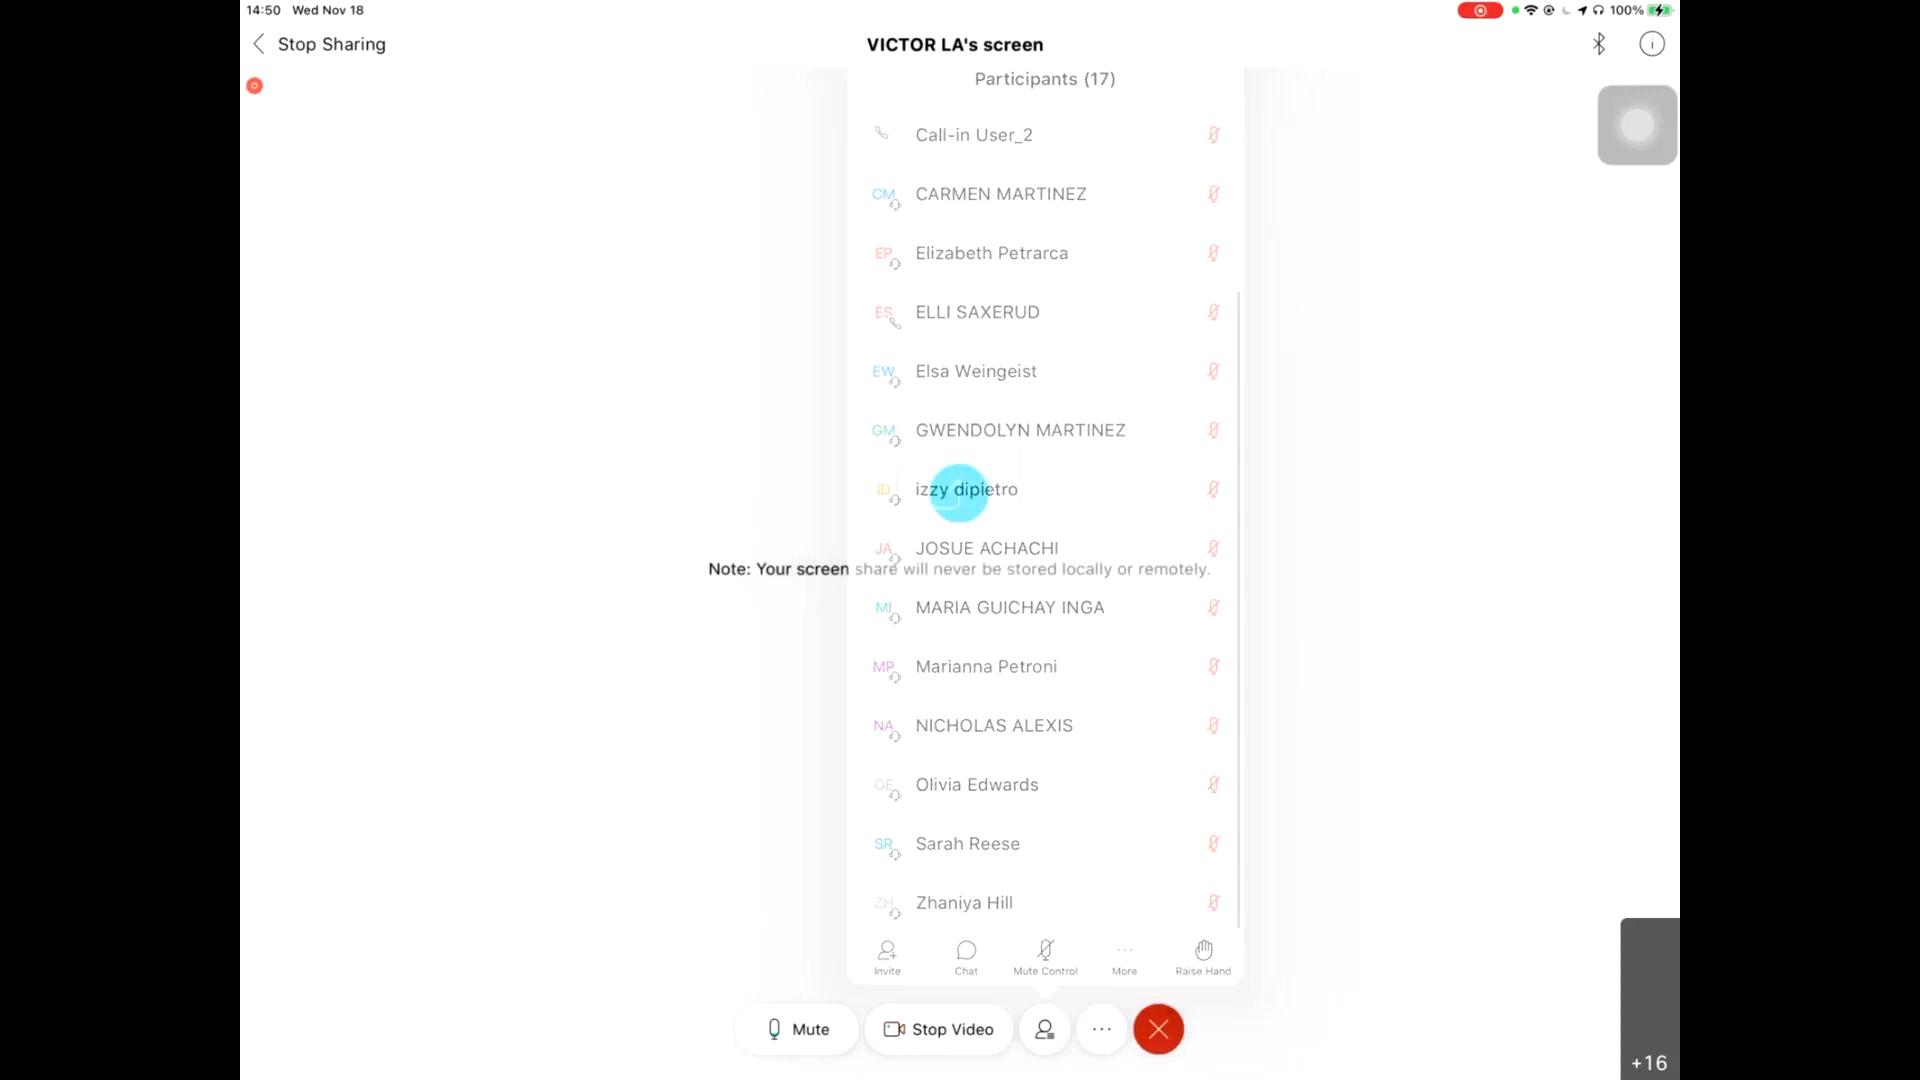 14:50 Wed Nov 18
100%
Stop Sharing
VICTOR LA's screen
Participants (17)
Call-in User_2
CM CARMEN MARTINEZ
EP Elizabeth Petrarca
ES ELLI SAXERUD
EW Elsa Weingeist
GM GWENDOLYN MARTINEZ
ID izzy dipietro
JA JOSUE ACHACHI
Note: Your screen share will never be stored locally or remotely.
MI MARIA GUICHAY INGA
MP Marianna Petroni
NA NICHOLAS ALEXIS
OE Olivia Edwards
SR Sarah Reese
ZH Zhaniya Hill
Invite Chat Mute Control More Raise Hand
Mute Stop Video
+16